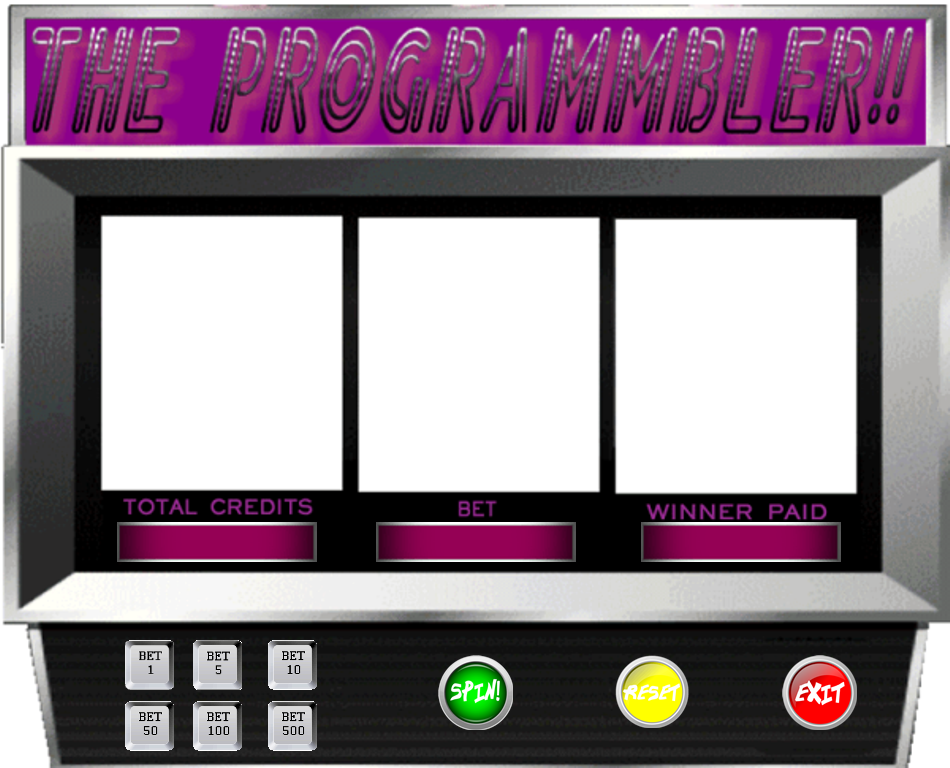 THE PROGRAMMBLER!!
TOTAL CREDITS
BET
WINNER PAID
BET
1
BET
5
BET
10
BET
50
BET
100
BET
500
SPIN!
RESET
EXIT